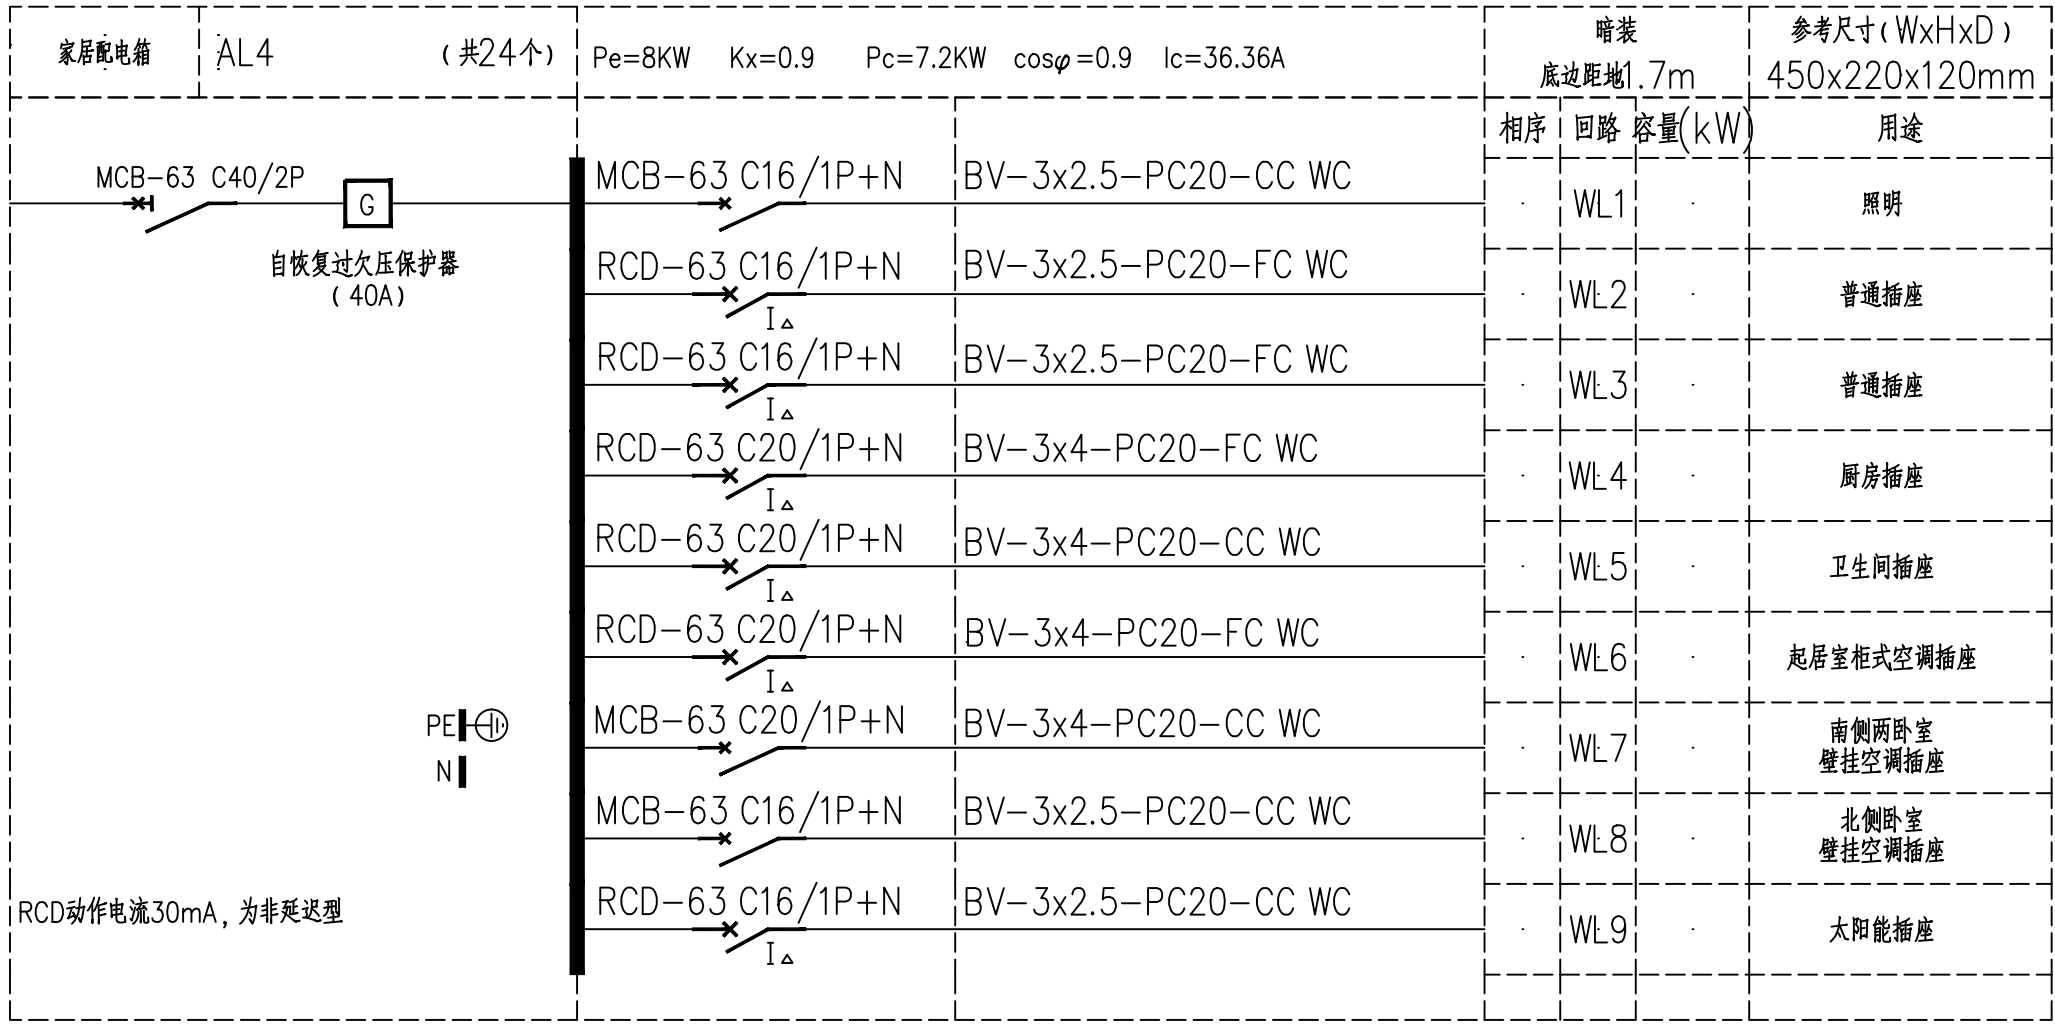 家居配电箱 AL4 (共24个) Pe=8KW Kx=0.9 Pc=7.2KW cosφ=0.9 Ic=36.36A
暗装
底边距地1.7m
参考尺寸(WxHxD)
450x220x120mm
相序 回路 容量(kW) 用途
MCB-63 C40/2P
G
自恢复过欠压保护器
(40A)
MCB-63 C16/1P+N BV-3x2.5-PC20-CC WC WL1 照明
RCD-63 C16/1P+N BV-3x2.5-PC20-FC WC WL2 普通插座
I△
RCD-63 C16/1P+N BV-3x2.5-PC20-FC WC WL3 普通插座
I△
RCD-63 C20/1P+N BV-3x4-PC20-FC WC WL4 厨房插座
I△
RCD-63 C20/1P+N BV-3x4-PC20-CC WC WL5 卫生间插座
I△
RCD-63 C20/1P+N BV-3x4-PC20-FC WC WL6 起居室柜式空调插座
I△
MCB-63 C20/1P+N BV-3x4-PC20-CC WC WL7 南侧两卧室
壁挂空调插座
MCB-63 C16/1P+N BV-3x2.5-PC20-CC WC WL8 北侧卧室
壁挂空调插座
RCD-63 C16/1P+N BV-3x2.5-PC20-CC WC WL9 太阳能插座
I△
PE
N
RCD动作电流30mA, 为非延迟型